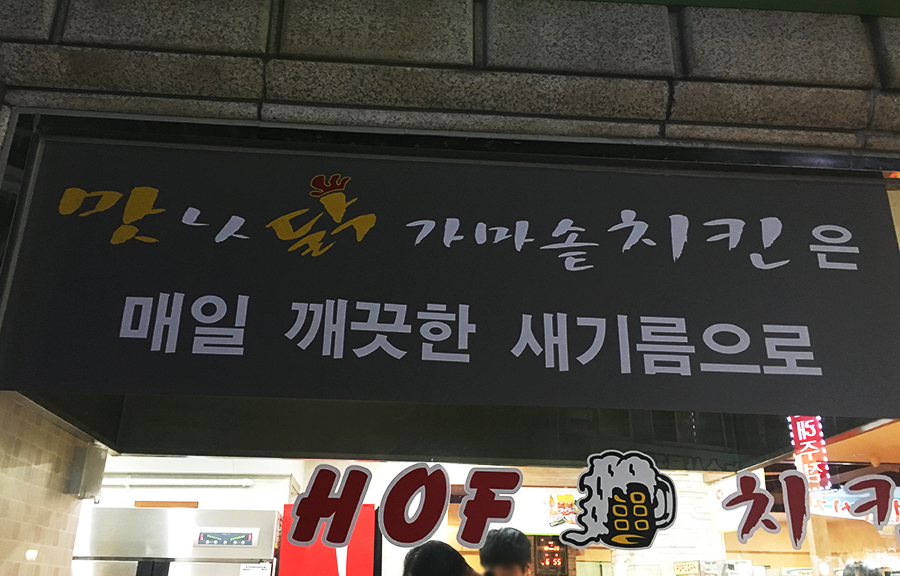 맛닛닭 가마솥치킨은
매일 깨끗한 새기름으로
HOF 치킨